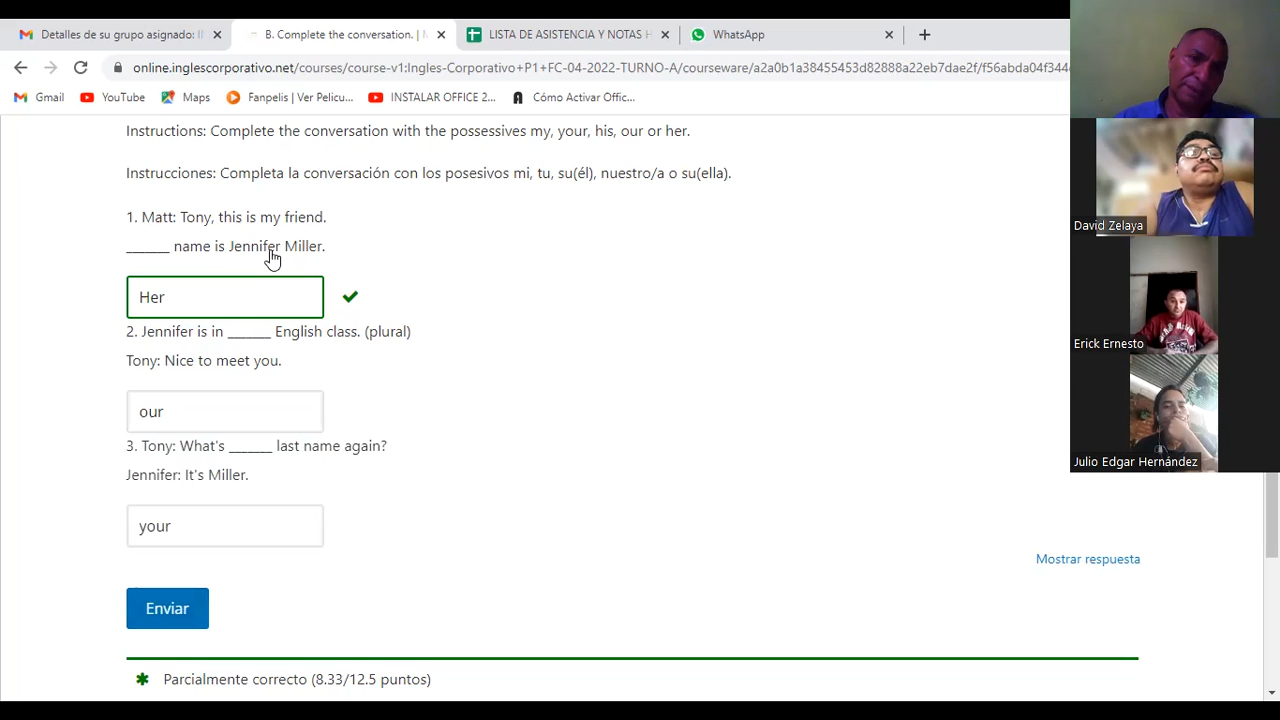 Detalles de su grupo asignado: II
B. Complete the conversation. | M
LISTA DE ASISTENCIA Y NOTAS H
WhatsApp
online.inglescorporativo.net/courses/course-v1:Ingles-Corporativo+P1+FC-04-2022-TURNO-A/courseware/a2a0b1a38455453d82888a22eb7dae2f/f56abda04f344
Gmail
YouTube
Maps
Fanpelis | Ver Pelicu...
INSTALAR OFFICE 2...
Cómo Activar Offic...
Instructions: Complete the conversation with the possessives my, your, his, our or her.
Instrucciones: Completa la conversación con los posesivos mi, tu, su(él), nuestro/a o su(ella).
1. Matt: Tony, this is my friend.
_______ name is Jennifer Miller.
Her
2. Jennifer is in _______ English class. (plural)
Tony: Nice to meet you.
our
3. Tony: What's _______ last name again?
Jennifer: It's Miller.
your
Mostrar respuesta
Enviar
Parcialmente correcto (8.33/12.5 puntos)
David Zelaya
Erick Ernesto
Julio Edgar Hernández